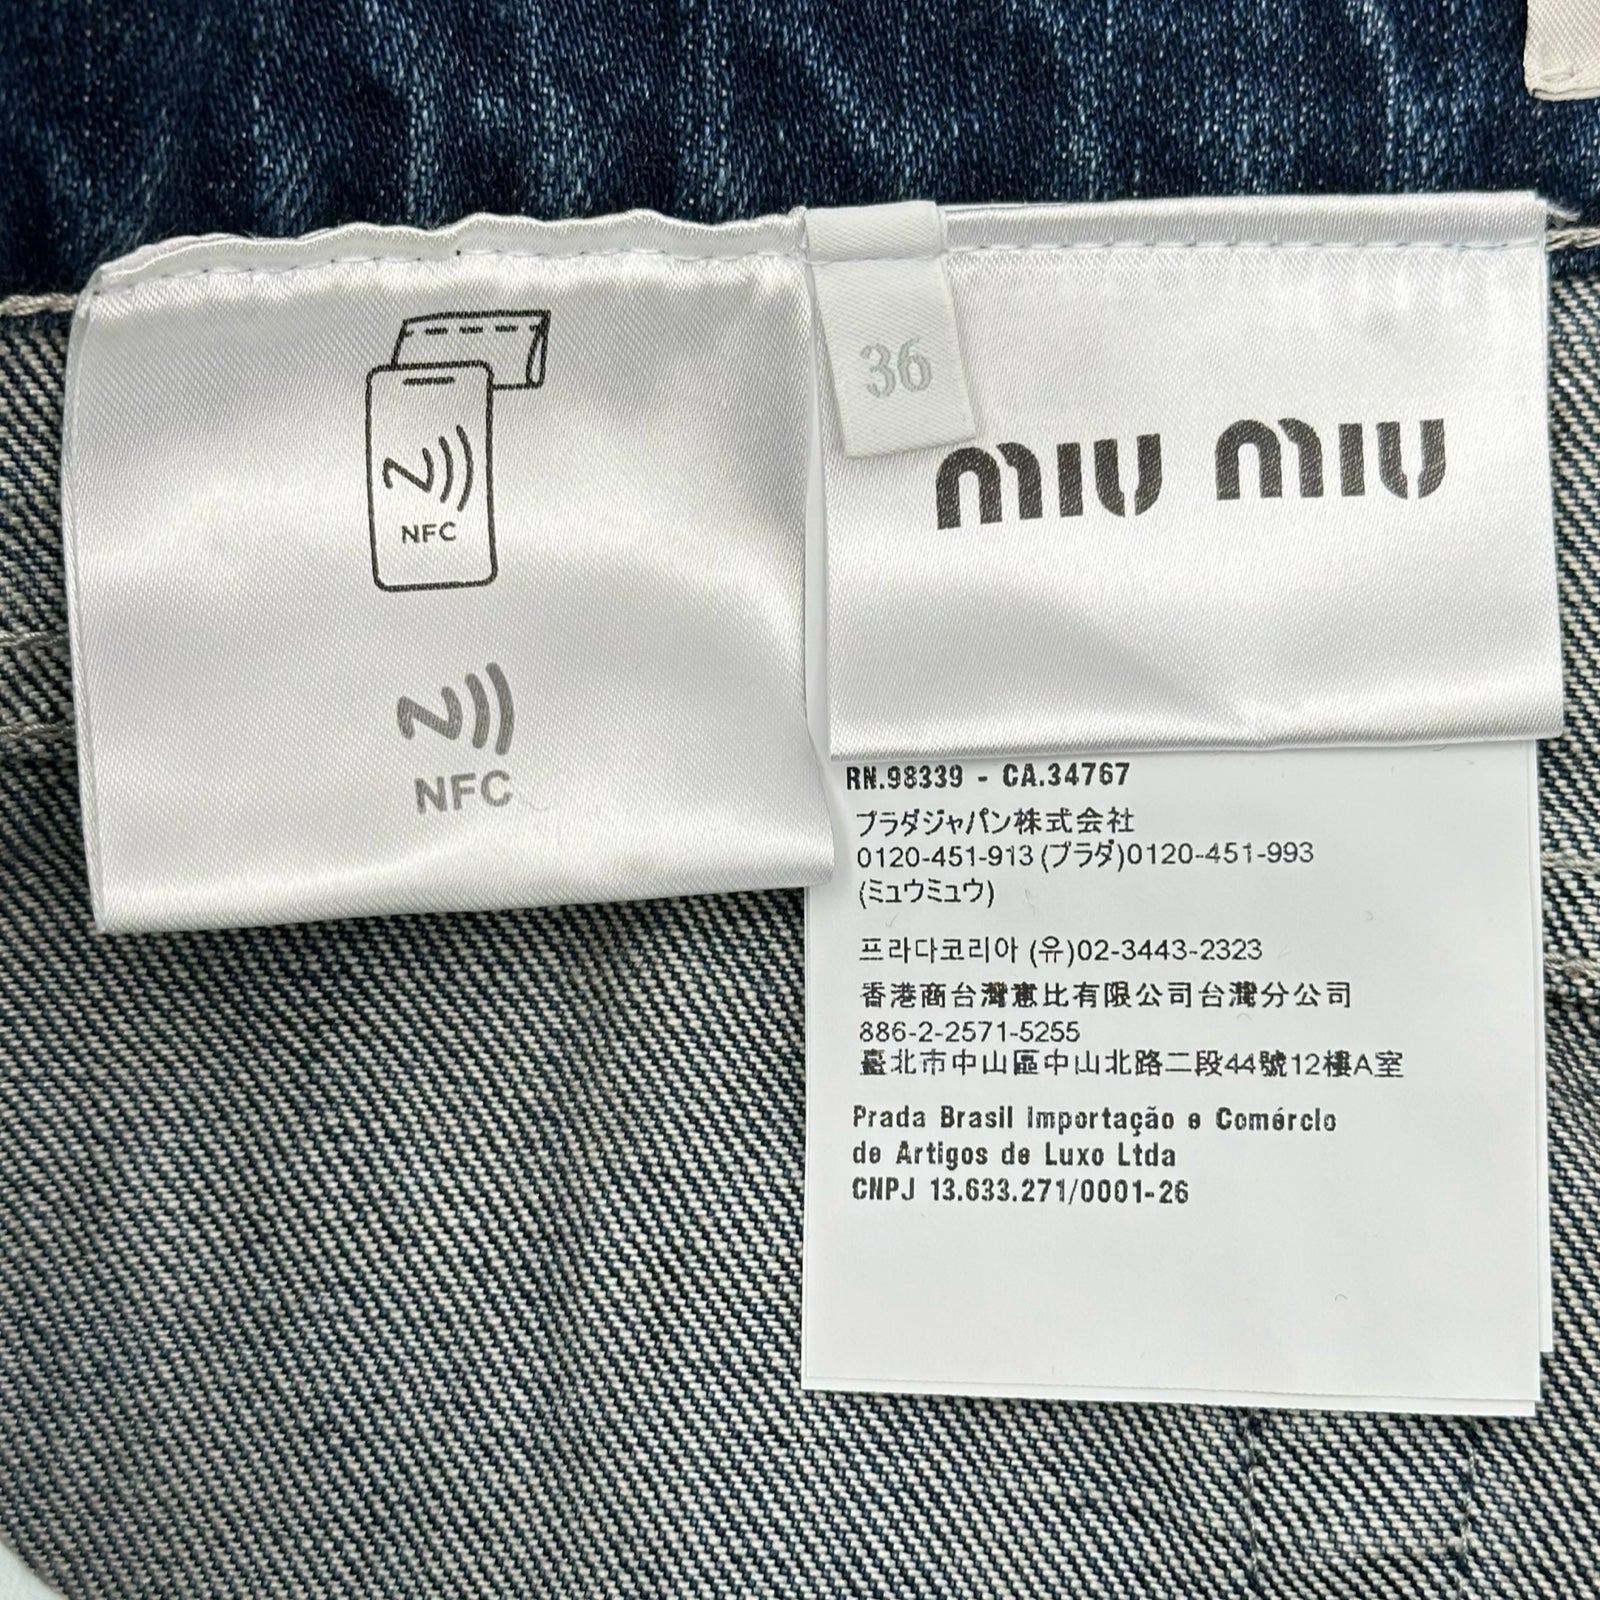 NFC
NFC
36
miu miu
RN.98339 - CA.34767
プラダジャパン株式会社
0120-451-913 (プラダ)0120-451-993
(ミュウミュウ)
프라다코리아 (유)02-3443-2323
香港商台灣憲比有限公司台灣分公司
886-2-2571-5255
臺北市中山區中山北路二段44號12樓A室
Prada Brasil Importação e Comércio
de Artigos de Luxo Ltda
CNPJ 13.633.271/0001-26